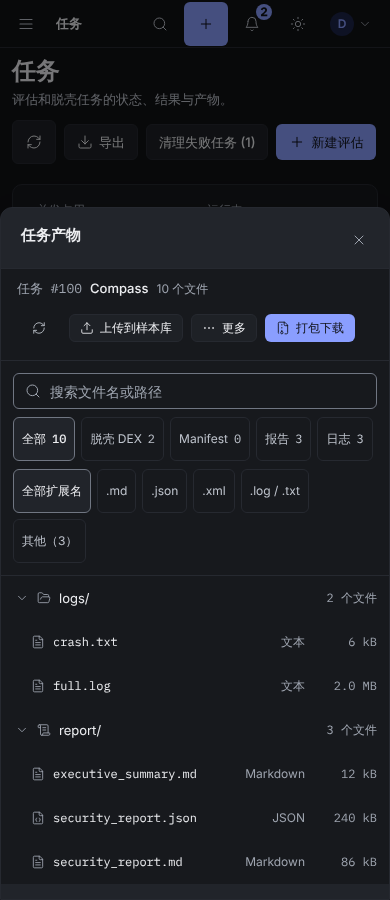 任务
2
D
任务
评估和脱壳任务的状态、结果与产物。
导出
清理失败任务 (1)
新建评估
任务产物
任务 #100 Compass 10 个文件
上传到样本库
更多
打包下载
搜索文件名或路径
全部 10
脱壳 DEX 2
Manifest 0
报告 3
日志 3
全部扩展名
.md
.json
.xml
.log / .txt
其他（3）
logs/ 2 个文件
crash.txt 文本 6 kB
full.log 文本 2.0 MB
report/ 3 个文件
executive_summary.md Markdown 12 kB
security_report.json JSON 240 kB
security_report.md Markdown 86 kB